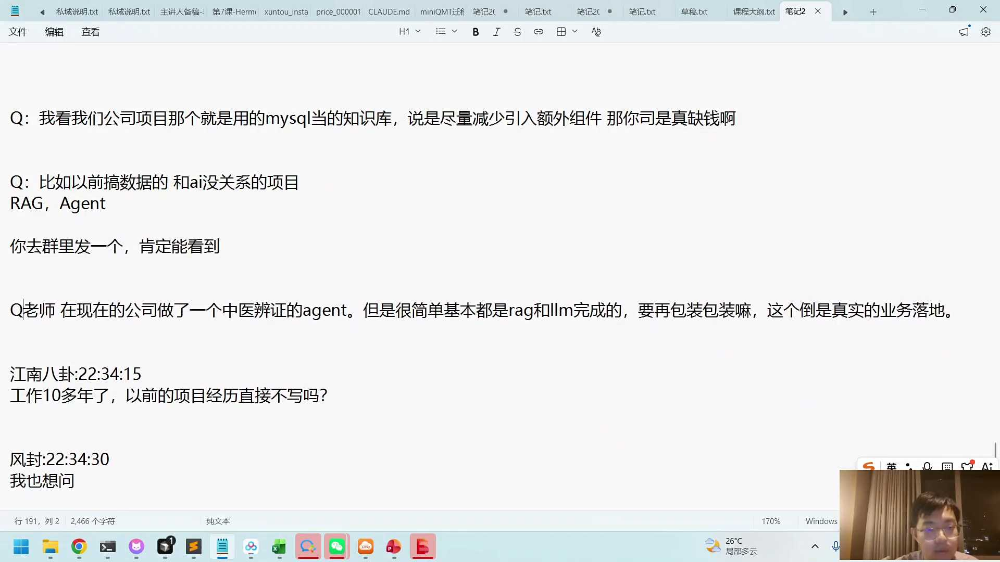 私域说明.txt
私域说明.txt
主讲人备稿-
第7课-Herm
xuntou_insta
price_000001
CLAUDE.md
miniQMT迁移
笔记20
笔记.txt
笔记20
笔记.txt
草稿.txt
课程大纲.txt
笔记2
文件
编辑
查看
H1
B
Q：我看我们公司项目那个就是用的mysql当的知识库，说是尽量减少引入额外组件 那你司是真缺钱啊
Q：比如以前搞数据的 和ai没关系的项目
RAG，Agent
你去群里发一个，肯定能看到
Q老师 在现在的公司做了一个中医辨证的agent。但是很简单基本都是rag和llm完成的，要再包装包装嘛，这个倒是真实的业务落地。
江南八卦:22:34:15
工作10多年了，以前的项目经历直接不写吗？
风封:22:34:30
我也想问
英
行 191，列 2
2,466 个字符
纯文本
170%
Windows
1
26°C
局部多云